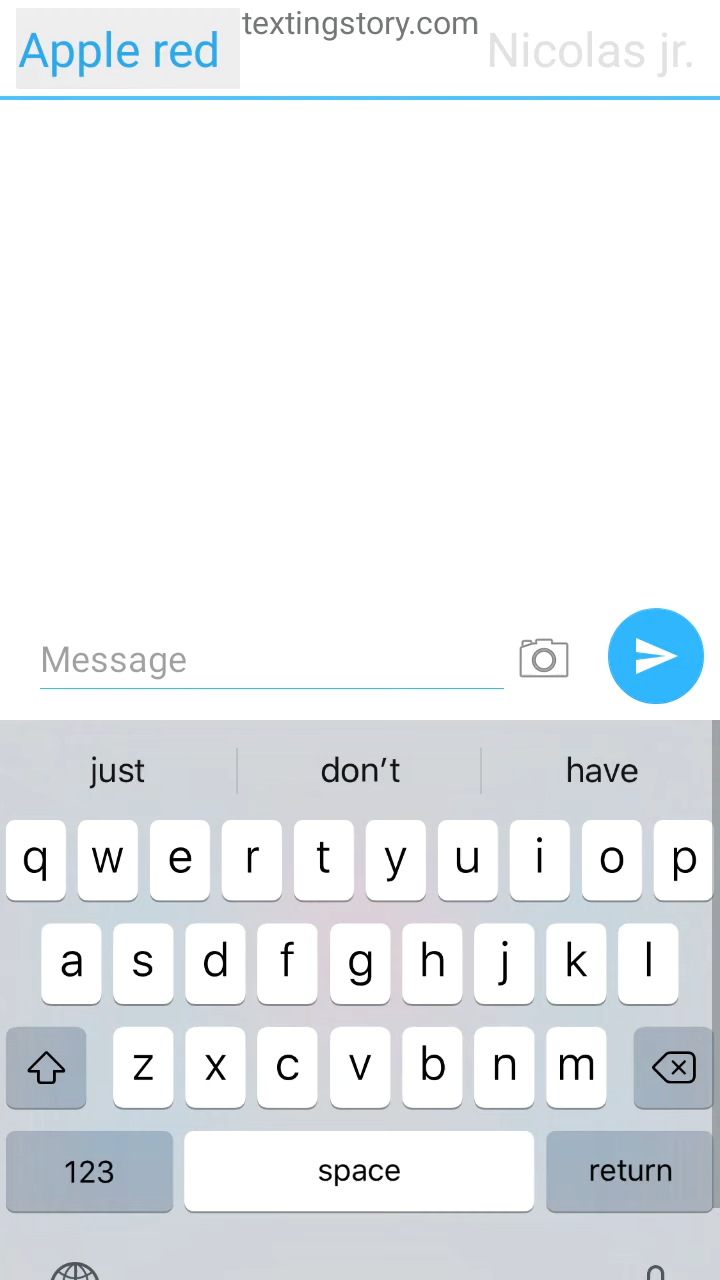 textingstory.com
Apple red Nicolas jr.
Message
just don't have
q w e r t y u i o p
a s d f g h j k l
z x c v b n m
123 space return